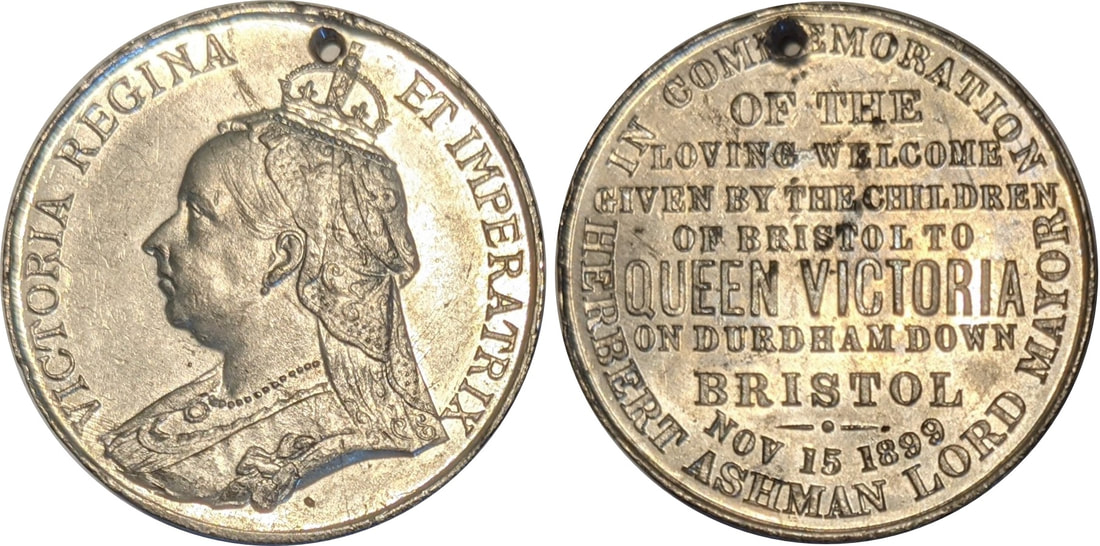 VICTORIA REGINA ET IMPERATRIX
IN COMMEMORATION
OF THE
LOVING WELCOME
GIVEN BY THE CHILDREN
OF BRISTOL TO
QUEEN VICTORIA
ON DURDHAM DOWN
BRISTOL
NOV 15 1899
HERBERT ASHMAN LORD MAYOR